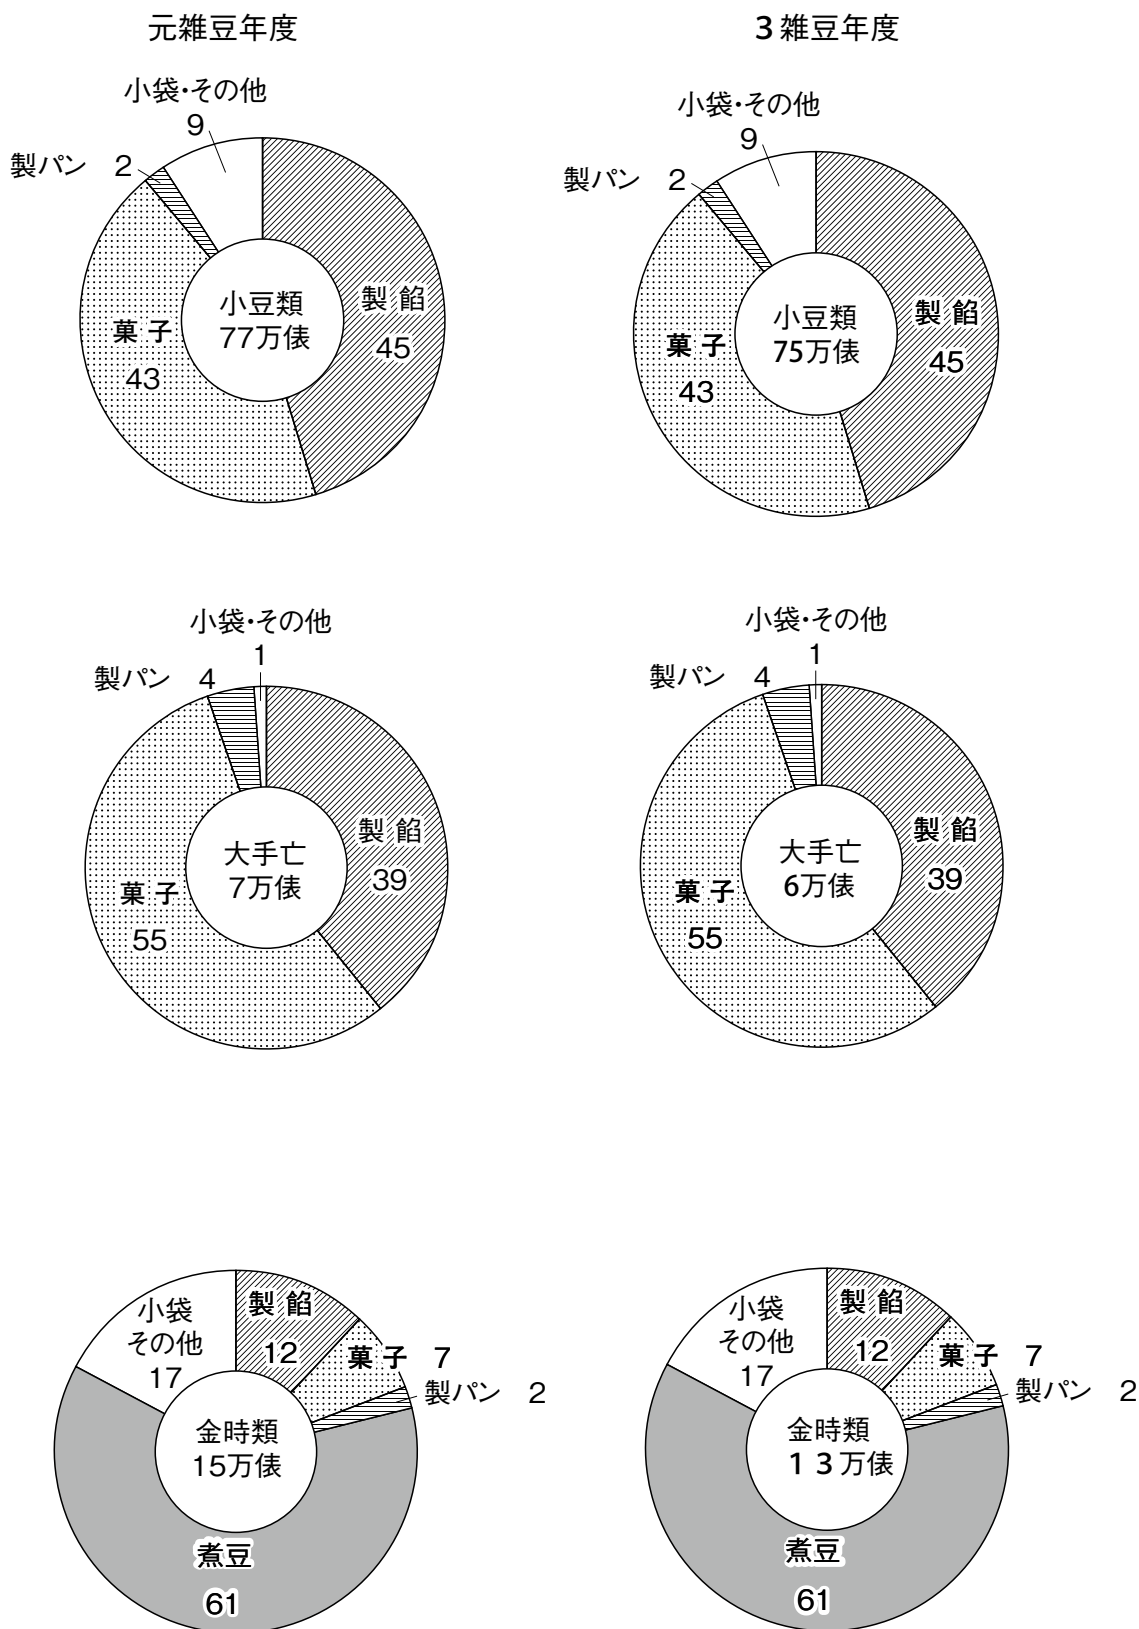 元雑豆年度
小袋・その他
9
製パン 2
製 餡
45
菓 子
43
小豆類
77万俵
3 雑豆年度
小袋・その他
9
製パン 2
製 餡
45
菓 子
43
小豆類
75万俵
小袋・その他
1
製パン 4
製 餡
39
菓 子
55
大手亡
7万俵
小袋・その他
1
製パン 4
製 餡
39
菓 子
55
大手亡
6万俵
小袋
その他
17
製 餡
12
菓 子 7
製パン 2
金時類
15万俵
煮豆
61
小袋
その他
17
製 餡
12
菓 子 7
製パン 2
金時類
1 3 万俵
煮豆
61